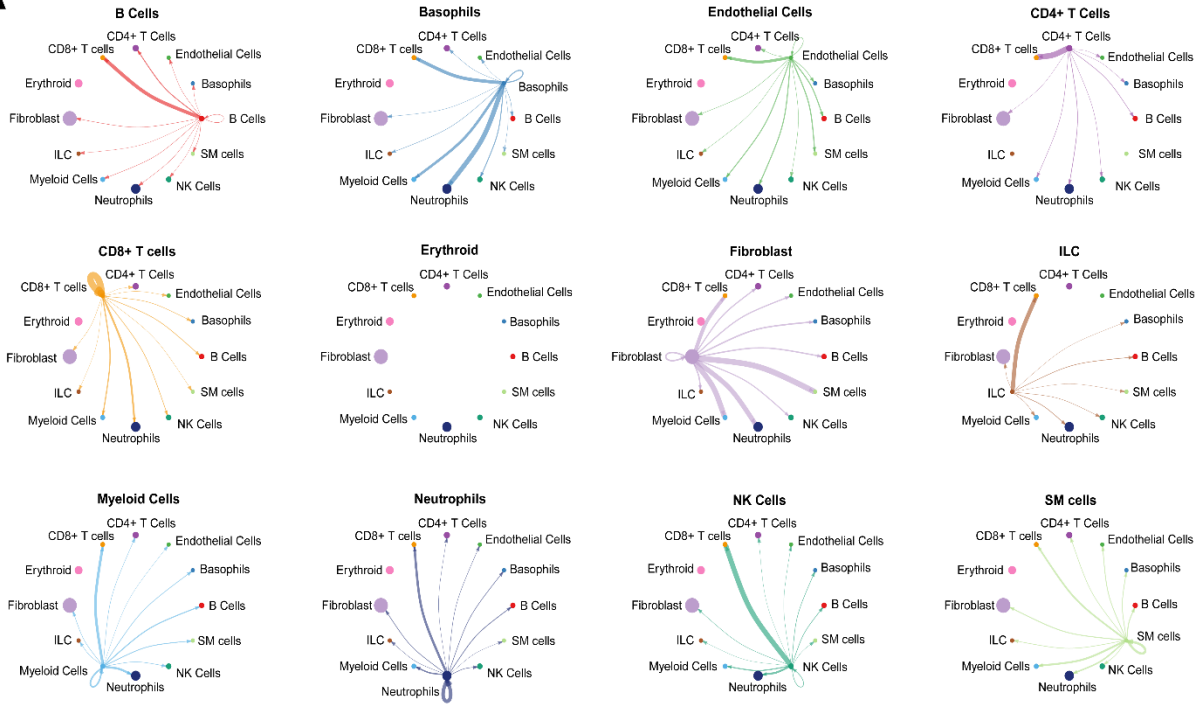 B Cells
CD4+ T Cells
CD8+ T cells
Endothelial Cells
Erythroid
Basophils
Fibroblast
B Cells
ILC
SM cells
Myeloid Cells
NK Cells
Neutrophils
Basophils
CD4+ T Cells
CD8+ T cells
Endothelial Cells
Erythroid
Basophils
Fibroblast
B Cells
ILC
SM cells
Myeloid Cells
NK Cells
Neutrophils
Endothelial Cells
CD4+ T Cells
CD8+ T cells
Endothelial Cells
Erythroid
Basophils
Fibroblast
B Cells
ILC
SM cells
Myeloid Cells
NK Cells
Neutrophils
CD4+ T Cells
CD4+ T Cells
CD8+ T cells
Endothelial Cells
Erythroid
Basophils
Fibroblast
B Cells
ILC
SM cells
Myeloid Cells
NK Cells
Neutrophils
CD8+ T cells
CD4+ T Cells
CD8+ T cells
Endothelial Cells
Erythroid
Basophils
Fibroblast
B Cells
ILC
SM cells
Myeloid Cells
NK Cells
Neutrophils
Erythroid
CD4+ T Cells
CD8+ T cells
Endothelial Cells
Erythroid
Basophils
Fibroblast
B Cells
ILC
SM cells
Myeloid Cells
NK Cells
Neutrophils
Fibroblast
CD4+ T Cells
CD8+ T cells
Endothelial Cells
Erythroid
Basophils
Fibroblast
B Cells
ILC
SM cells
Myeloid Cells
NK Cells
Neutrophils
ILC
CD4+ T Cells
CD8+ T cells
Endothelial Cells
Erythroid
Basophils
Fibroblast
B Cells
ILC
SM cells
Myeloid Cells
NK Cells
Neutrophils
Myeloid Cells
CD4+ T Cells
CD8+ T cells
Endothelial Cells
Erythroid
Basophils
Fibroblast
B Cells
ILC
SM cells
Myeloid Cells
NK Cells
Neutrophils
Neutrophils
CD4+ T Cells
CD8+ T cells
Endothelial Cells
Erythroid
Basophils
Fibroblast
B Cells
ILC
SM cells
Myeloid Cells
NK Cells
Neutrophils
NK Cells
CD4+ T Cells
CD8+ T cells
Endothelial Cells
Erythroid
Basophils
Fibroblast
B Cells
ILC
SM cells
Myeloid Cells
NK Cells
Neutrophils
SM cells
CD4+ T Cells
CD8+ T cells
Endothelial Cells
Erythroid
Basophils
Fibroblast
B Cells
ILC
SM cells
Myeloid Cells
NK Cells
Neutrophils